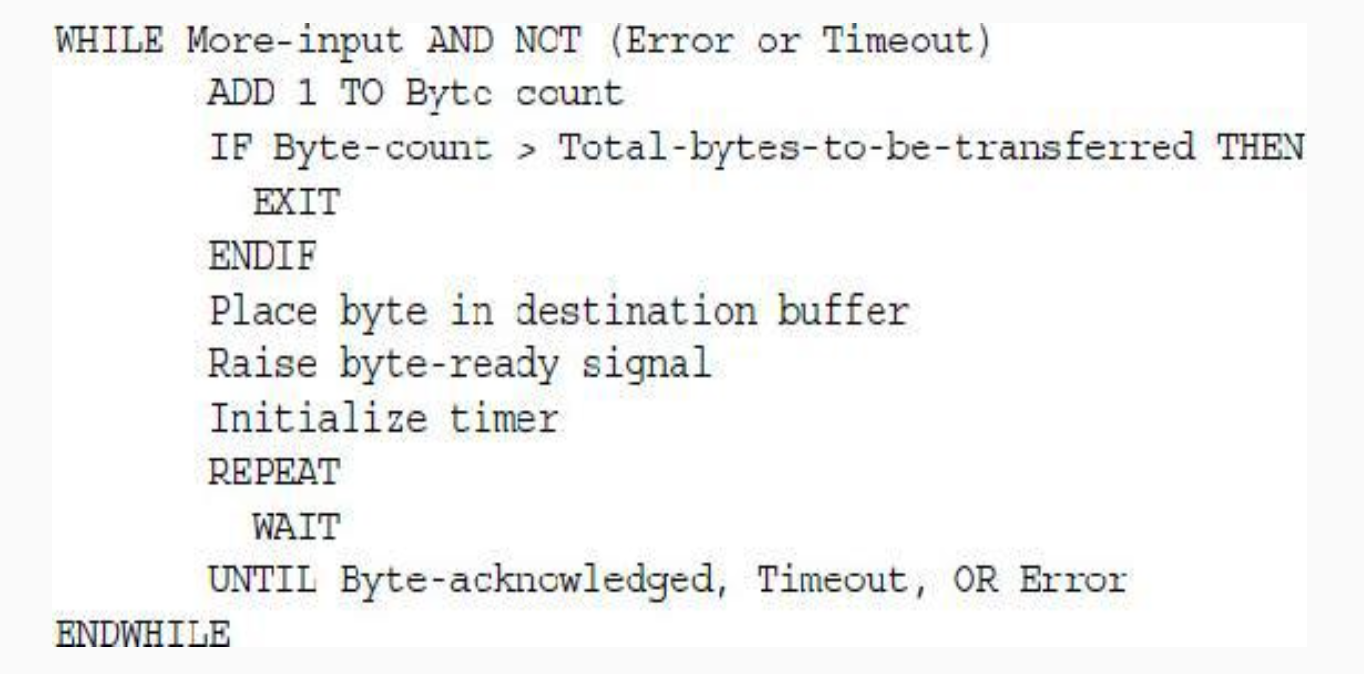 WHILE More-input AND NOT (Error or Timeout)
ADD 1 TO Byte count
IF Byte-count > Total-bytes-to-be-transferred THEN
EXIT
ENDIF
Place byte in destination buffer
Raise byte-ready signal
Initialize timer
REPEAT
WAIT
UNTIL Byte-acknowledged, Timeout, OR Error
ENDWHILE